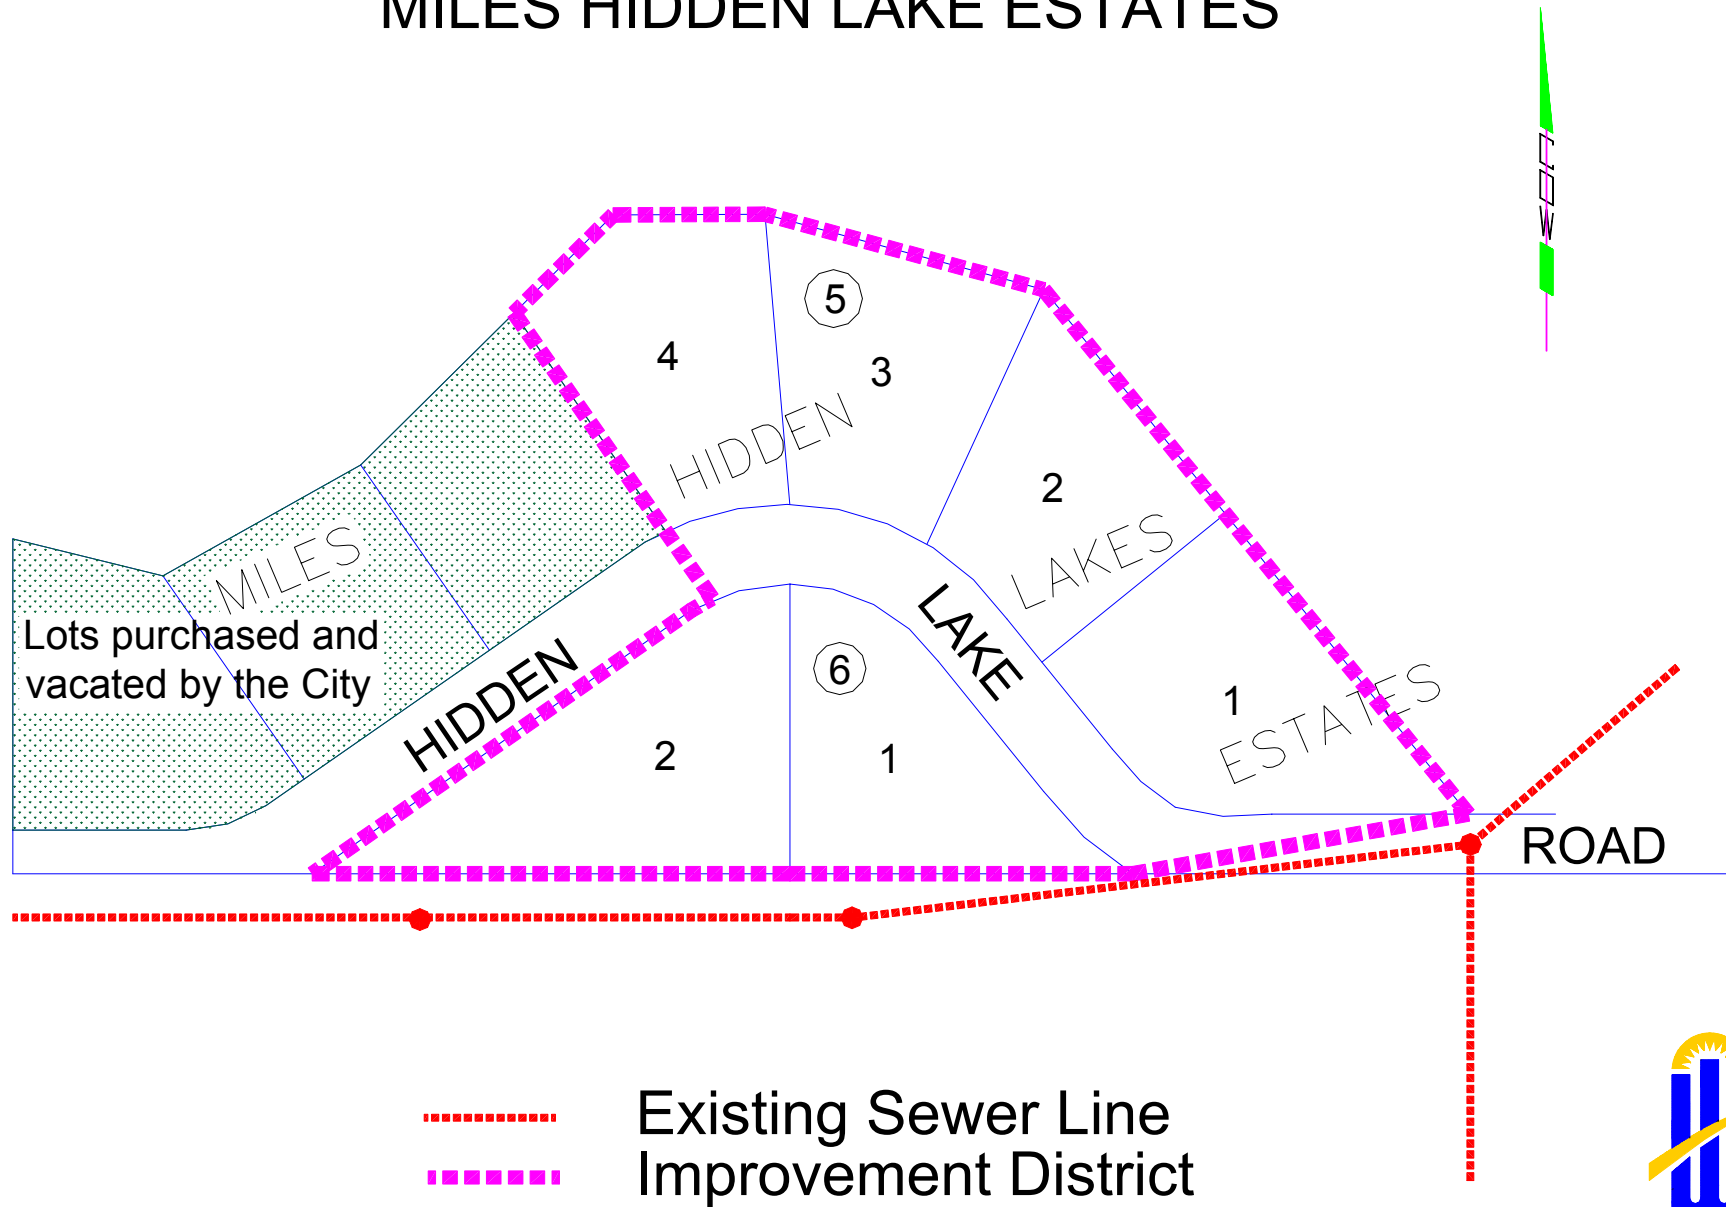 MILES HIDDEN LAKE ESTATES
5
4
3
HIDDEN
2
LAKES
MILES
Lots purchased and
vacated by the City
HIDDEN
LAKE
6
1
ESTATES
2
1
ROAD
Existing Sewer Line
Improvement District